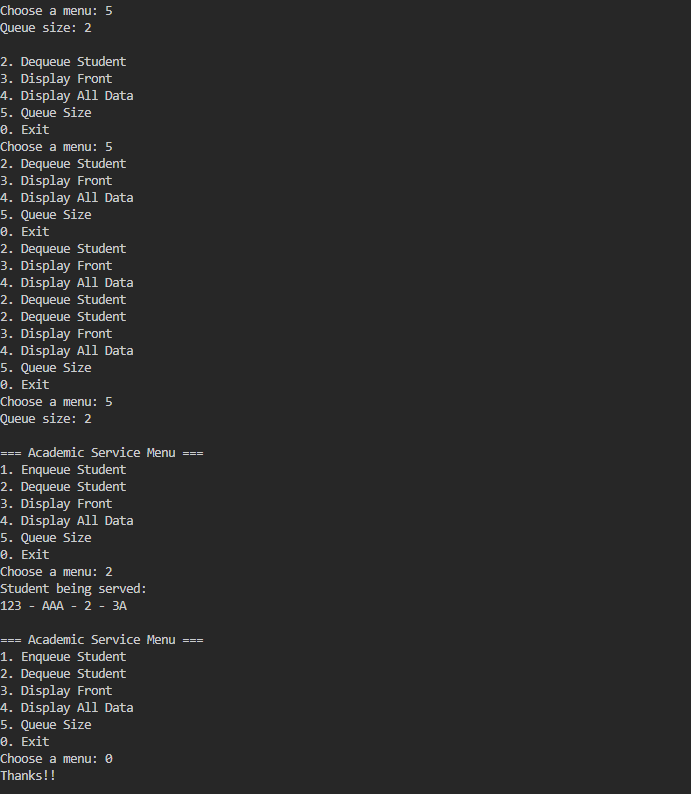 Choose a menu: 5
Queue size: 2
2. Dequeue Student
3. Display Front
4. Display All Data
5. Queue Size
0. Exit
Choose a menu: 5
2. Dequeue Student
3. Display Front
4. Display All Data
5. Queue Size
0. Exit
2. Dequeue Student
3. Display Front
4. Display All Data
2. Dequeue Student
2. Dequeue Student
3. Display Front
4. Display All Data
5. Queue Size
0. Exit
Choose a menu: 5
Queue size: 2
=== Academic Service Menu ===
1. Enqueue Student
2. Dequeue Student
3. Display Front
4. Display All Data
5. Queue Size
0. Exit
Choose a menu: 2
Student being served:
123 - AAA - 2 - 3A
=== Academic Service Menu ===
1. Enqueue Student
2. Dequeue Student
3. Display Front
4. Display All Data
5. Queue Size
0. Exit
Choose a menu: 0
Thanks!!